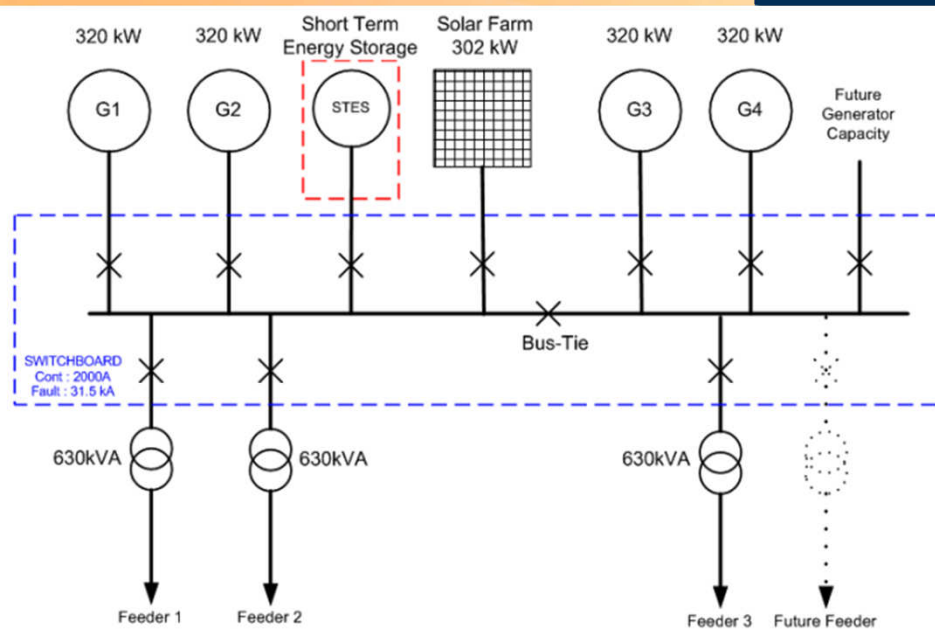 320 kW
320 kW
Short Term
Energy Storage
Solar Farm
302 kW
320 kW
320 kW
G1
G2
STES
G3
G4
Future
Generator
Capacity
Bus-Tie
SWITCHBOARD
Cont : 2000A
Fault : 31.5 kA
630kVA
630kVA
630kVA
Feeder 1
Feeder 2
Feeder 3
Future Feeder